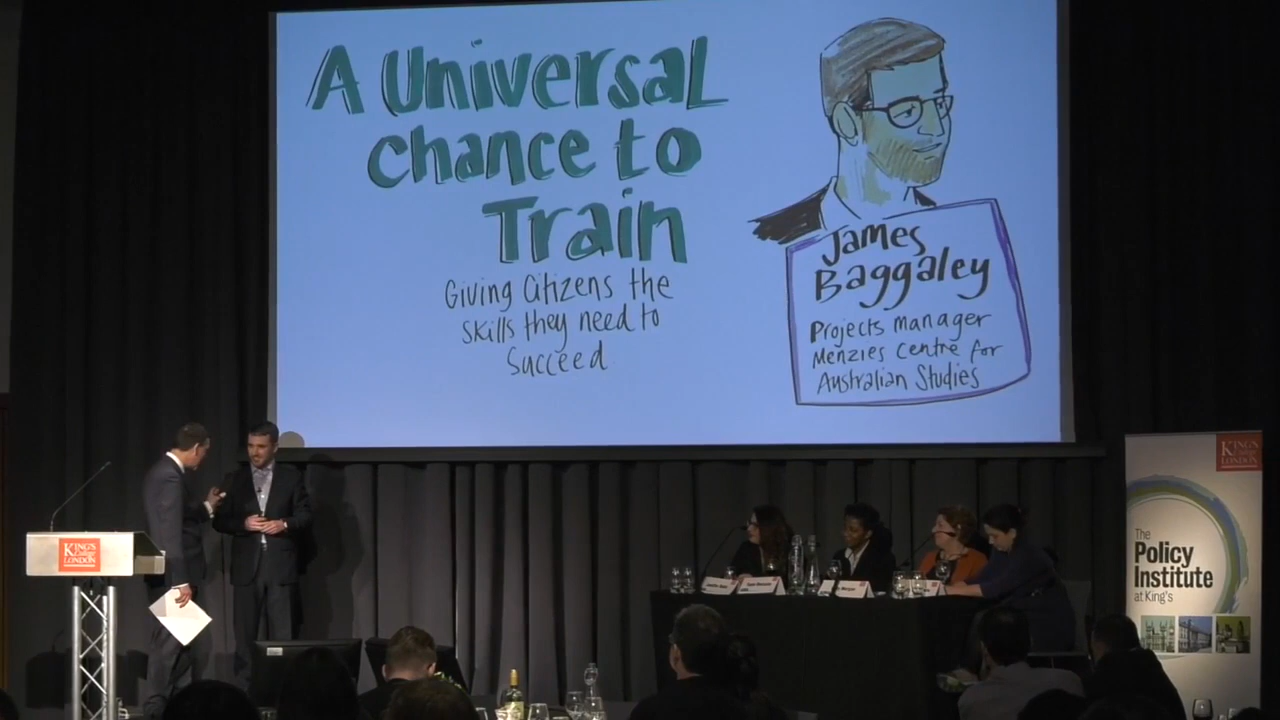 A Universal
chance to
Train
Giving Citizens the
skills they need to
Succeed
James
Baggaley
Projects manager
Menzies Centre for
Australian Studies
KING'S
College
LONDON
KING'S
College
LONDON
The
Policy
Institute
at King's